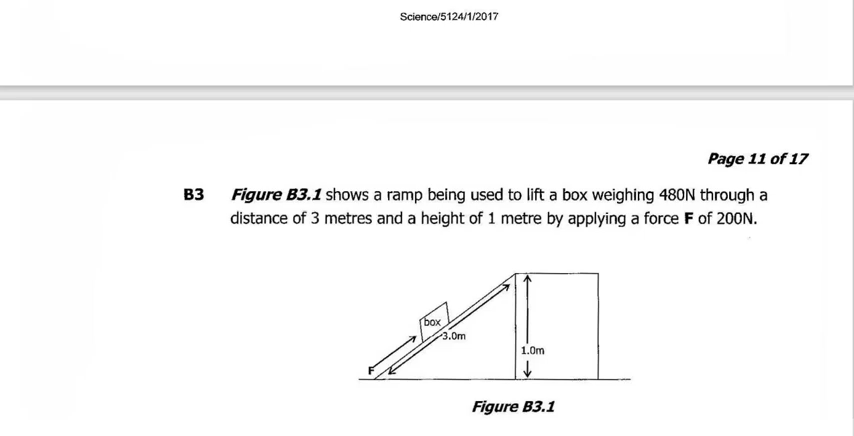 Science/5124/1/2017
Page 11 of 17
B3 Figure B3.1 shows a ramp being used to lift a box weighing 480N through a
distance of 3 metres and a height of 1 metre by applying a force F of 200N.
box
3.0m
1.0m
F
Figure B3.1